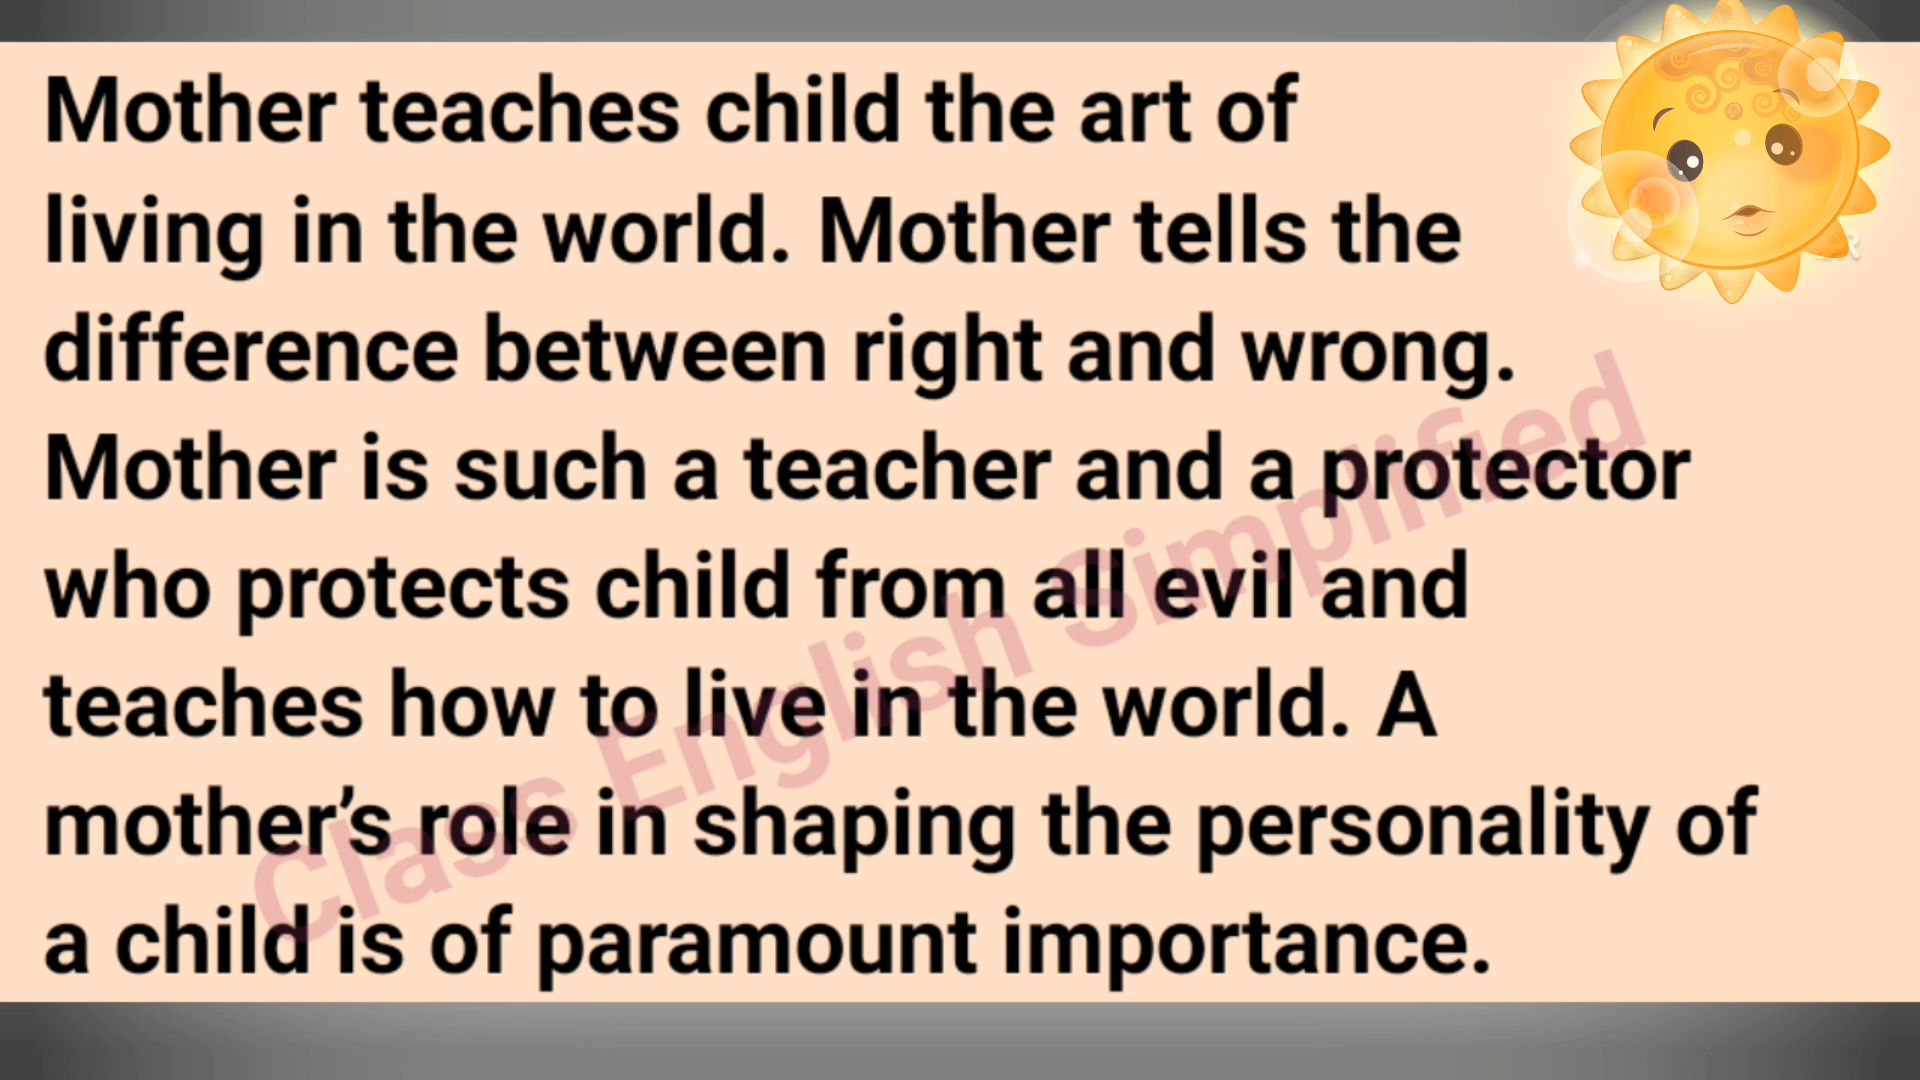 Mother teaches child the art of
living in the world. Mother tells the
difference between right and wrong.
Mother is such a teacher and a protector
who protects child from all evil and
teaches how to live in the world. A
mother’s role in shaping the personality of
a child is of paramount importance.
Class English Simplified